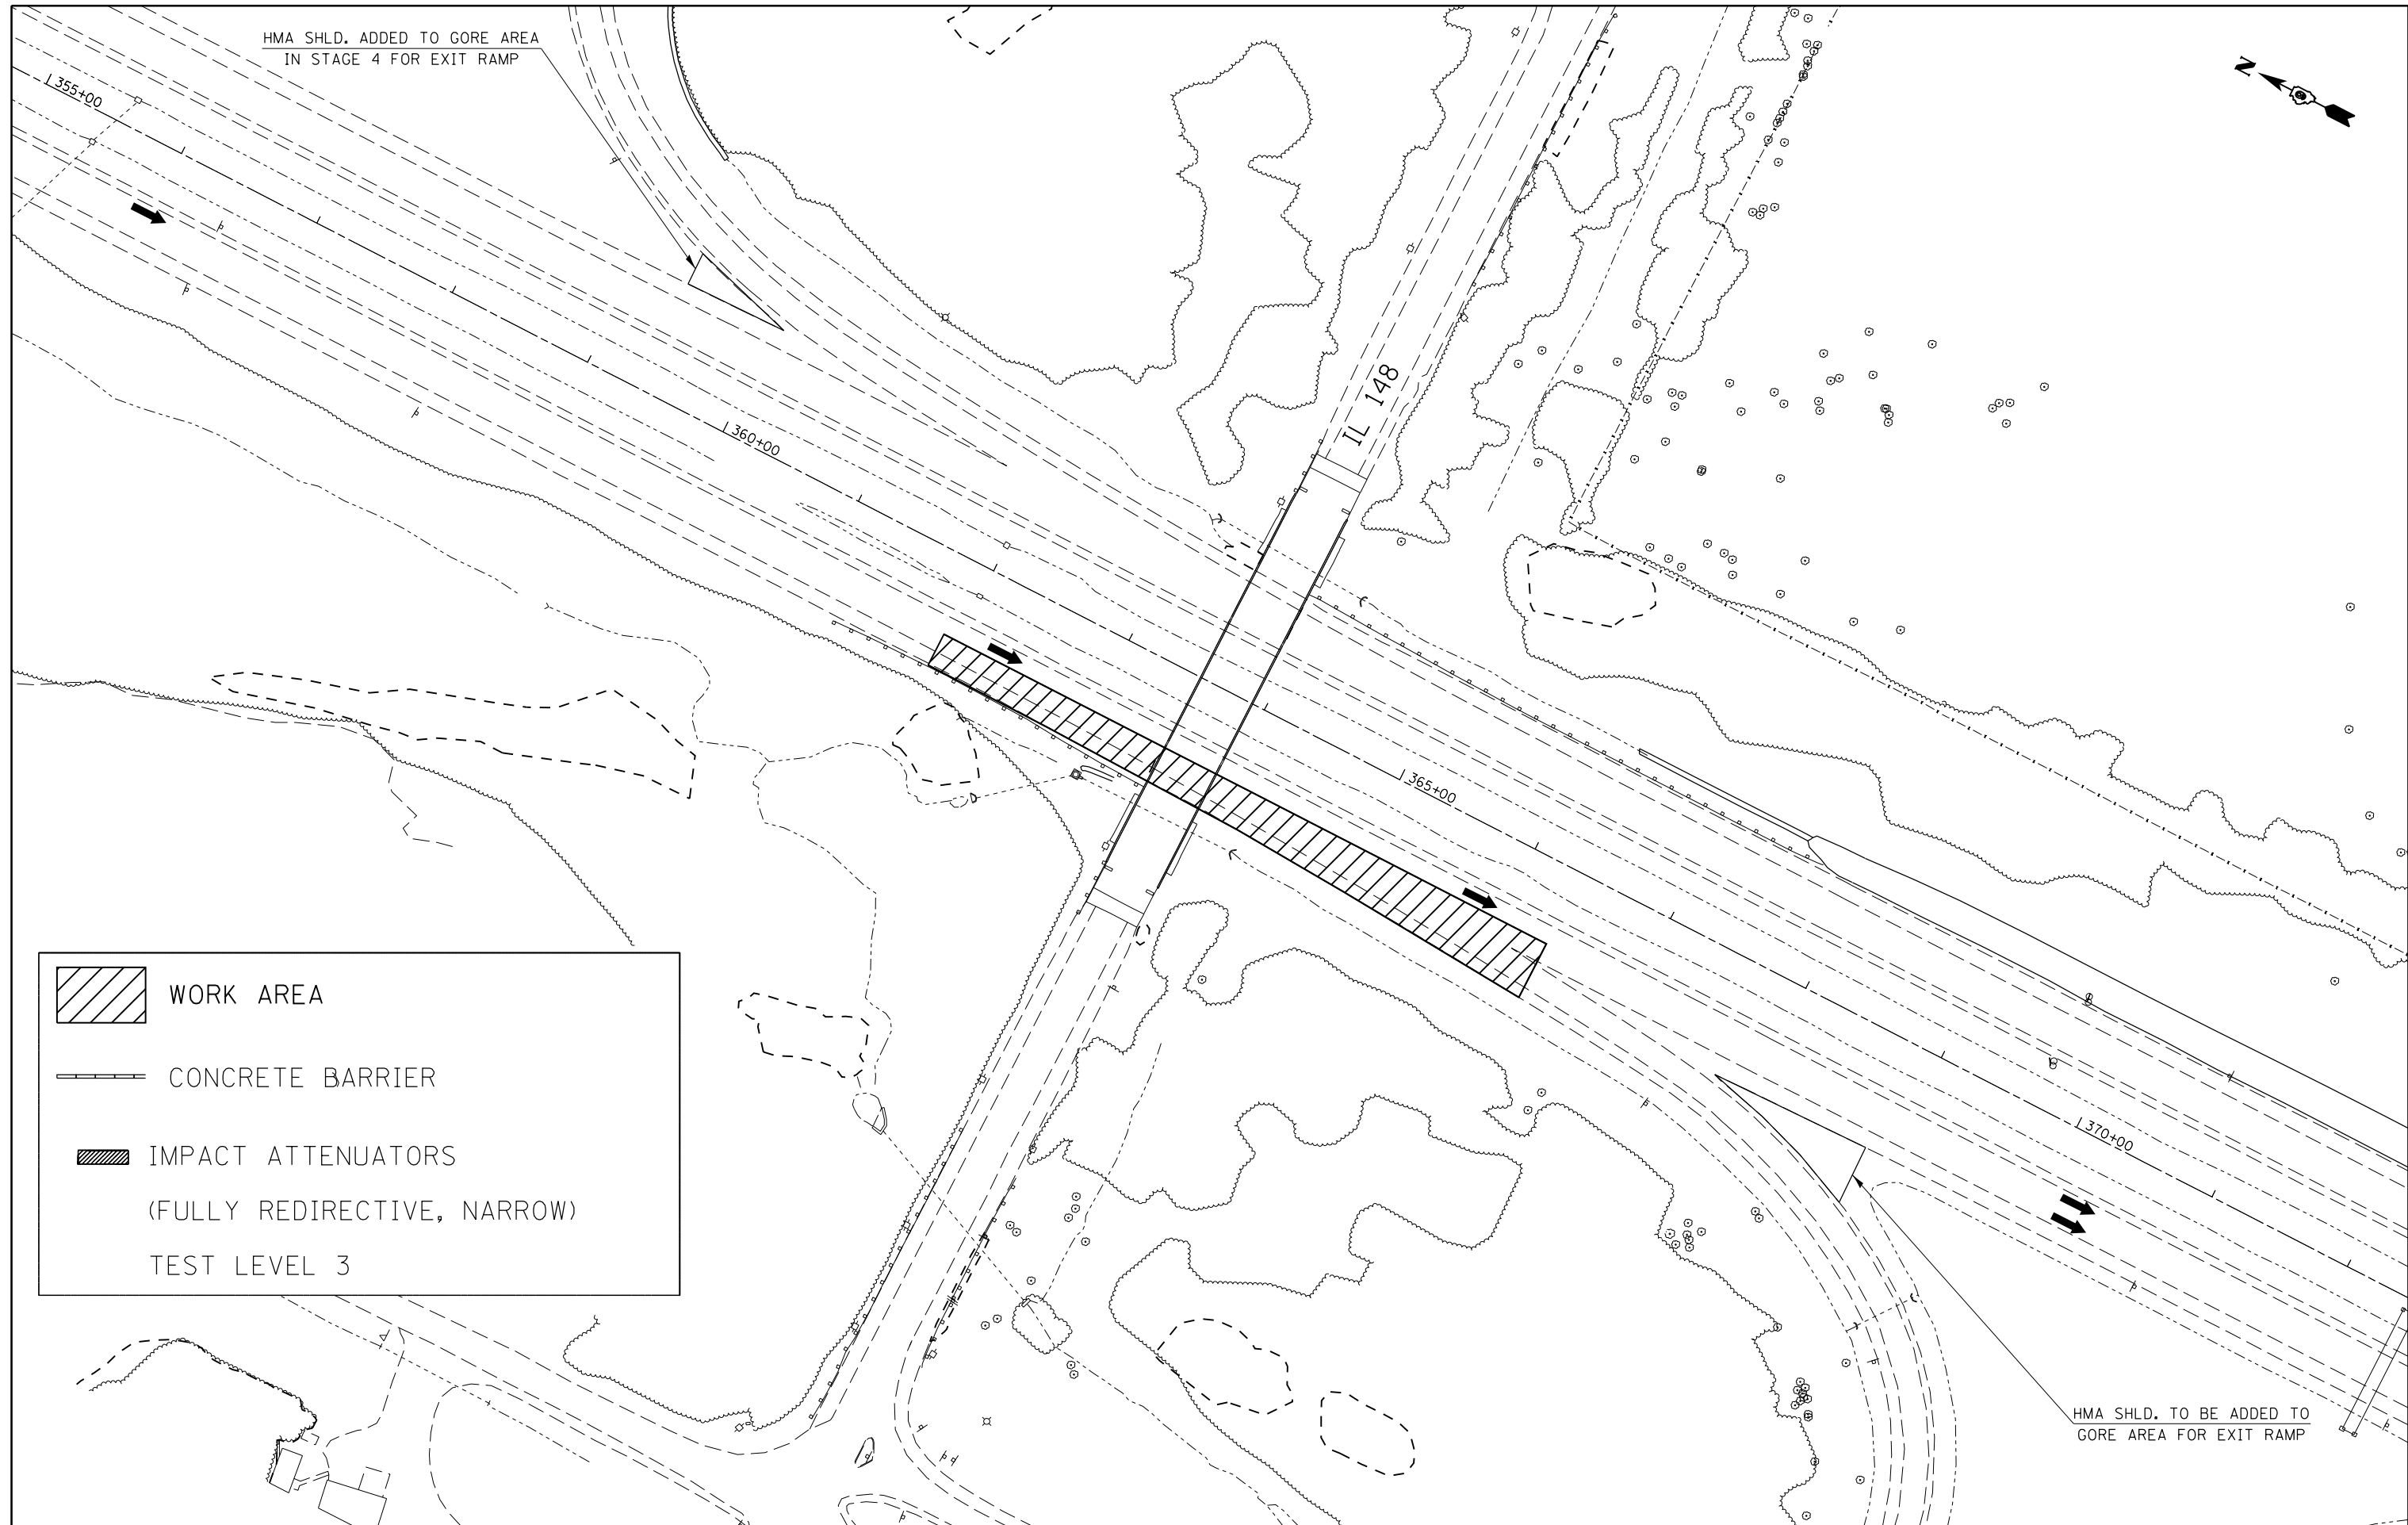 HMA SHLD. ADDED TO GORE AREA
IN STAGE 4 FOR EXIT RAMP
N
355+00
IL 148
360+00
365+00
370+00
WORK AREA
CONCRETE BARRIER
IMPACT ATTENUATORS
(FULLY REDIRECTIVE, NARROW)
TEST LEVEL 3
HMA SHLD. TO BE ADDED TO
GORE AREA FOR EXIT RAMP